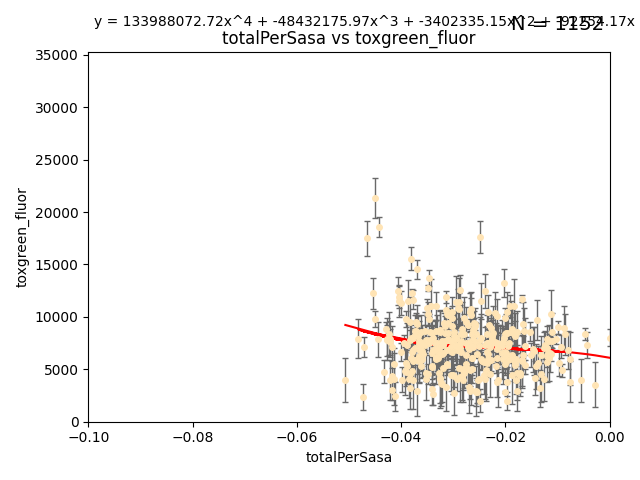 y = 133988072.72x^4 + -48432175.97x^3 + -3402335.15x^2 +
N = 1152
totalPerSasa vs toxgreen_fluor
35000
30000
25000
20000
15000
10000
5000
0
toxgreen_fluor
−0.10
−0.08
−0.06
−0.04
−0.02
0.00
totalPerSasa